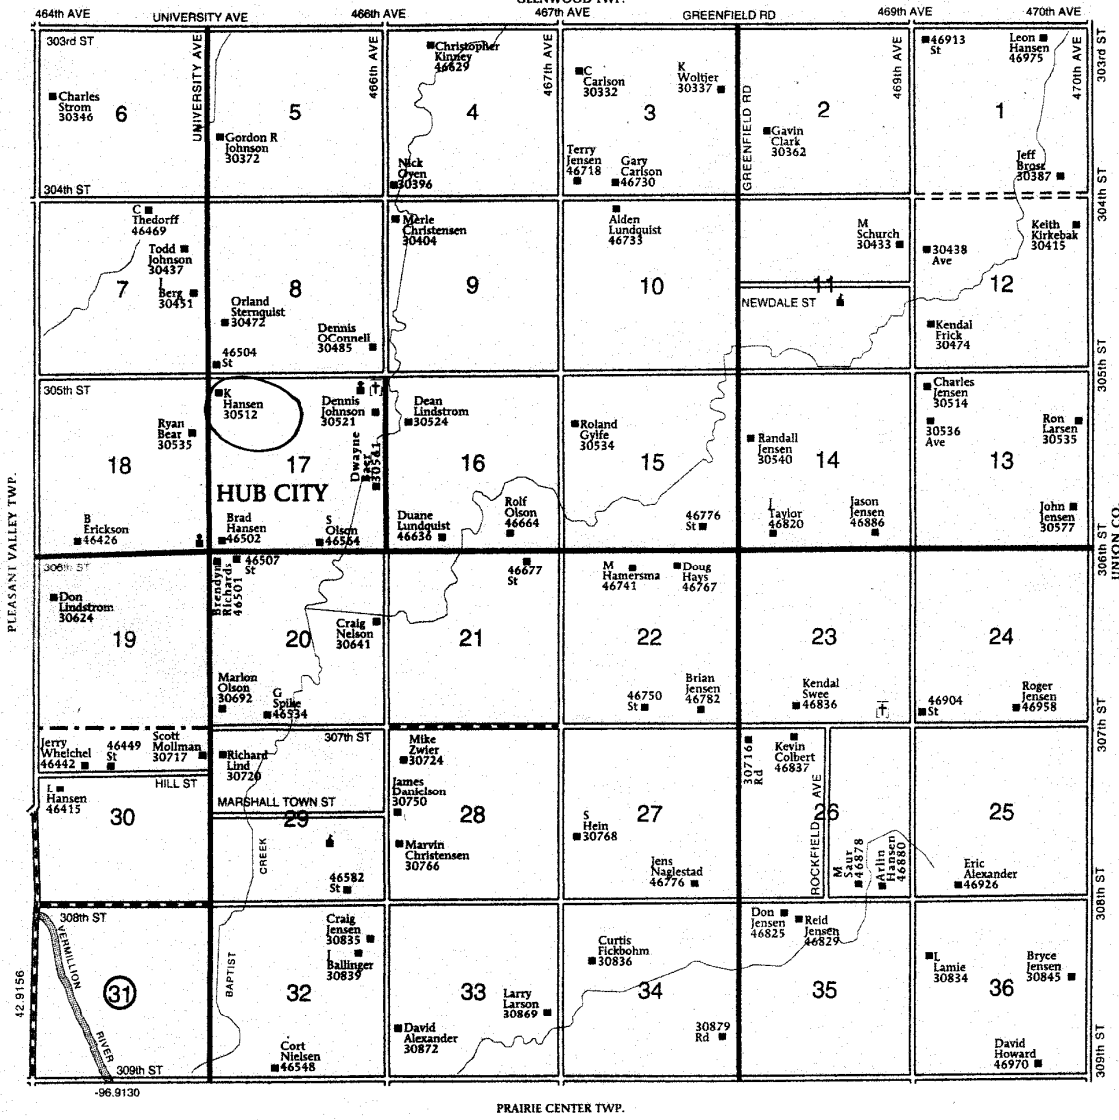 GLENWOOD TWP.
464th AVE
UNIVERSITY AVE
466th AVE
467th AVE
GREENFIELD RD
469th AVE
470th AVE
303rd ST
UNIVERSITY AVE
466th AVE
467th AVE
GREENFIELD RD
469th AVE
470th AVE
303rd ST
Charles
Strom
30346
6
Gordon R
Johnson
30372
5
Christopher
Kinney
46629
4
Nick
Oyen
30396
C
Carlson
30332
K
Woltjer
30337
3
Terry
Jensen
46718
Gary
Carlson
46730
2
Gavin
Clark
30362
46913
St
Leon
Hansen
46975
1
Jeff
Brost
30387
304th ST
304th ST
C
Thedorff
46469
Todd
Johnson
30437
J
Berg
30451
7
8
Orland
Sternquist
30472
Dennis
OConnell
30485
46504
St
Merle
Christensen
30404
9
Alden
Lundquist
46733
10
M
Schurch
30433
11
NEWDALE ST
30438
Ave
Keith
Kirkebak
30415
12
Kendal
Frick
30474
305th ST
305th ST
Ryan
Bear
30535
18
B
Erickson
46426
K
Hansen
30512
Dennis
Johnson
30521
17
Dwayne
Baer
30541
HUB CITY
Brad
Hansen
46502
S
Olson
46564
Dean
Lindstrom
30524
16
Duane
Lundquist
46636
Rolf
Olson
46664
Roland
Gylfe
30534
15
46776
St
Randall
Jensen
30540
14
J
Taylor
46820
Jason
Jensen
46886
Charles
Jensen
30514
30536
Ave
Ron
Larsen
30535
13
John
Jensen
30577
PLEASANT VALLEY TWP.
UNION CO.
306th ST
306th ST
Don
Lindstrom
30624
19
Brendyn
Richards
46501
46507
St
20
Craig
Nelson
30641
Marlon
Olson
30692
G
Spike
46534
46677
St
21
M
Hamersma
46741
Doug
Hays
46767
22
46750
St
Brian
Jensen
46782
23
Kendal
Swee
46836
24
46904
St
Roger
Jensen
46958
307th ST
307th ST
Jerry
Whelchel
46442
46449
St
Scott
Mollman
30717
HILL ST
L
Hansen
46415
30
Richard
Lind
30720
MARSHALL TOWN ST
29
CREEK
46582
St
Mike
Zwier
30724
James
Danielson
30750
28
Marvin
Christensen
30766
27
S
Hein
30768
Jens
Naglestad
46776
30716
Rd
Kevin
Colbert
46837
ROCKFIELD AVE
26
M
Saur
46878
Arlin
Hansen
46880
25
Eric
Alexander
46926
308th ST
308th ST
VERMILLION
RIVER
31
BAPTIST
Craig
Jensen
30835
J
Ballinger
30839
32
Cort
Nielsen
46548
33
Larry
Larson
30869
David
Alexander
30872
Curtis
Fickbohm
30836
34
30879
Rd
Don
Jensen
46825
Reid
Jensen
46829
35
L
Lamie
30834
Bryce
Jensen
30845
36
David
Howard
46970
309th ST
309th ST
42.9156
-96.9130
PRAIRIE CENTER TWP.